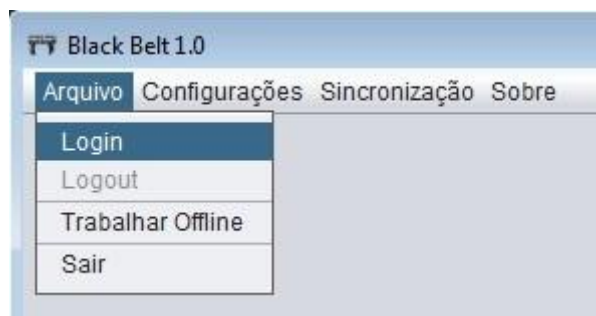 Black Belt 1.0
Arquivo Configurações Sincronização Sobre
Login
Logout
Trabalhar Offline
Sair